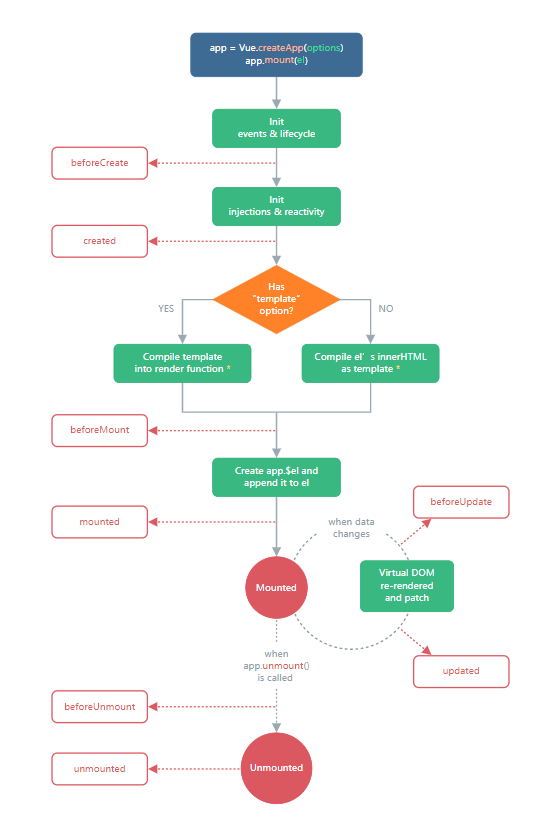 app = Vue.createApp(options)
app.mount(el)
Init
events & lifecycle
beforeCreate
Init
injections & reactivity
created
Has
"template"
option?
YES
NO
Compile template
into render function *
Compile el's innerHTML
as template *
beforeMount
Create app.$el and
append it to el
beforeUpdate
mounted
when data
changes
Mounted
Virtual DOM
re-rendered
and patch
when
app.unmount()
is called
updated
beforeUnmount
unmounted
Unmounted